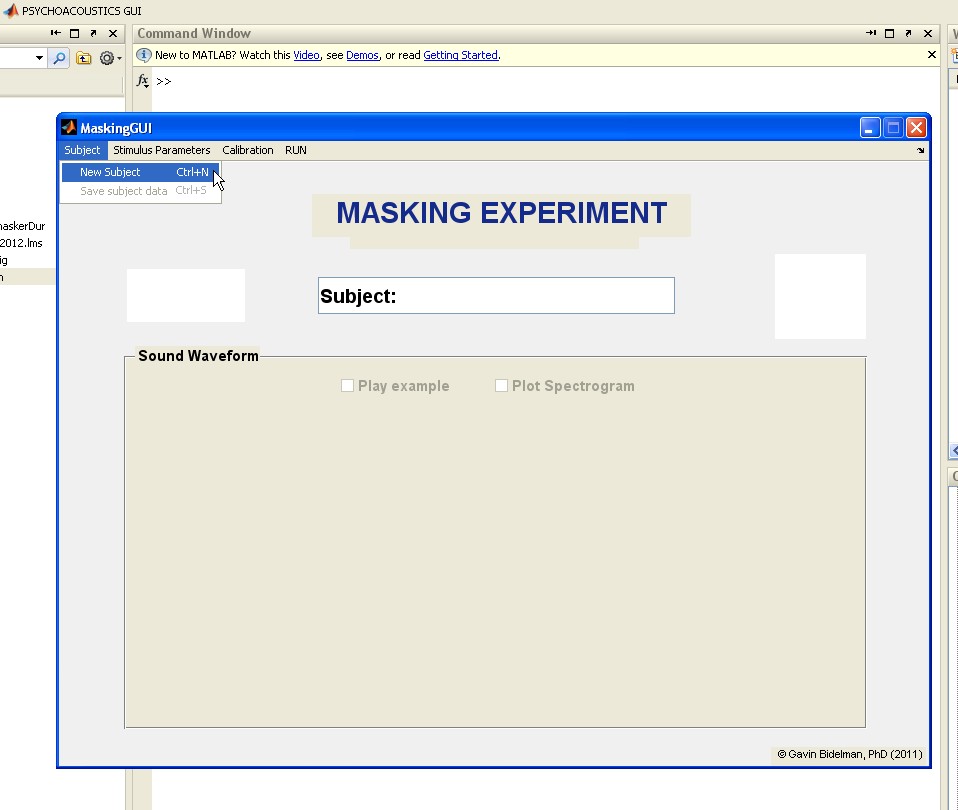 PSYCHOACOUSTICS GUI
Command Window
New to MATLAB? Watch this Video, see Demos, or read Getting Started.
fx >>
MaskingGUI
Subject Stimulus Parameters Calibration RUN
New Subject Ctrl+N
Save subject data Ctrl+S
MASKING EXPERIMENT
naskerDur
2012.lms
ig
n
Subject:
Sound Waveform
Play example Plot Spectrogram
© Gavin Bidelman, PhD (2011)